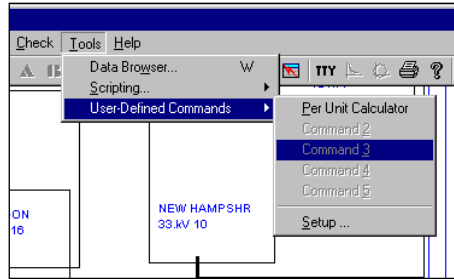 Check Tools Help
Data Browser... W
Scripting...
User-Defined Commands
TTY
Per Unit Calculator
Command 2
Command 3
Command 4
Command 5
Setup ...
ON
16
NEW HAMPSHR
33.kV 10